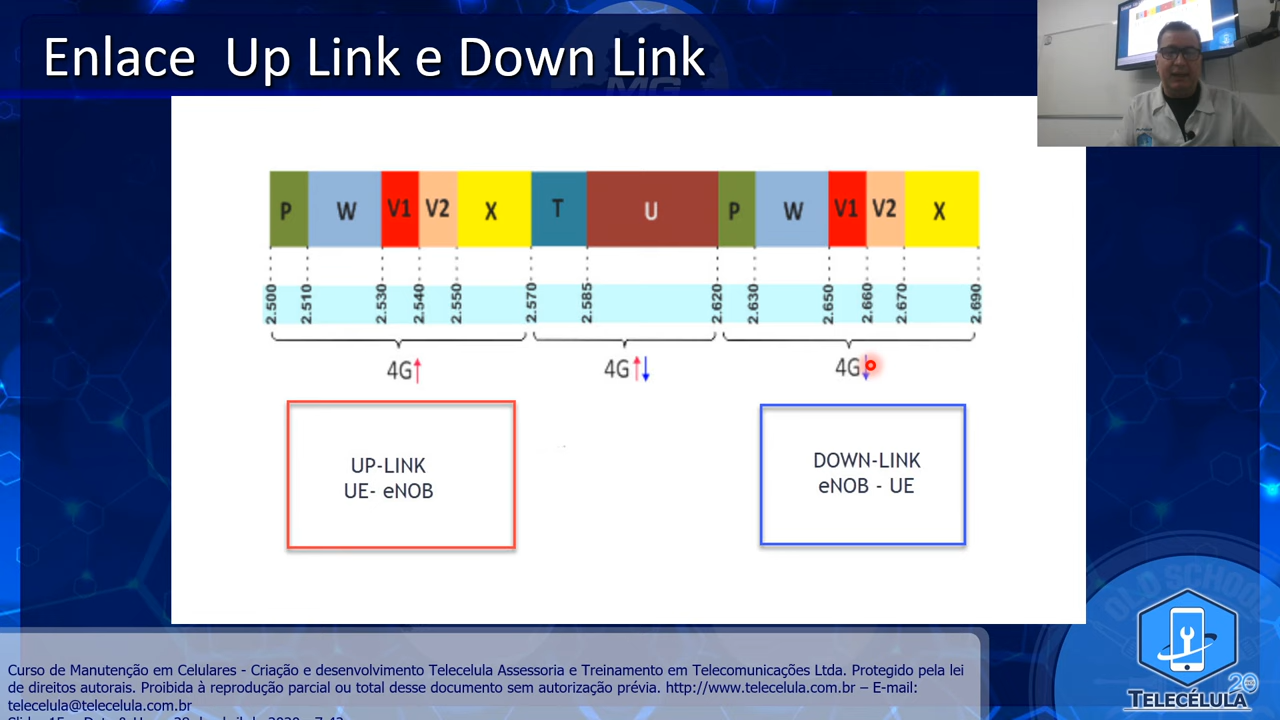 Enlace Up Link e Down Link
MG
P W V1 V2 X T U P W V1 V2 X
2.500 2.510 2.530 2.540 2.550 2.570 2.585 2.620 2.630 2.650 2.660 2.670 2.690
4G↑ 4G↑↓ 4G↓
UP-LINK
UE- eNOB
DOWN-LINK
eNOB - UE
OLD SCHOOL
Curso de Manutenção em Celulares - Criação e desenvolvimento Telecelula Assessoria e Treinamento em Telecomunicações Ltda. Protegido pela lei
de direitos autorais. Proibida à reprodução parcial ou total desse documento sem autorização prévia. http://www.telecelula.com.br – E-mail:
telecelula@telecelula.com.br
TELECÉLULA
20